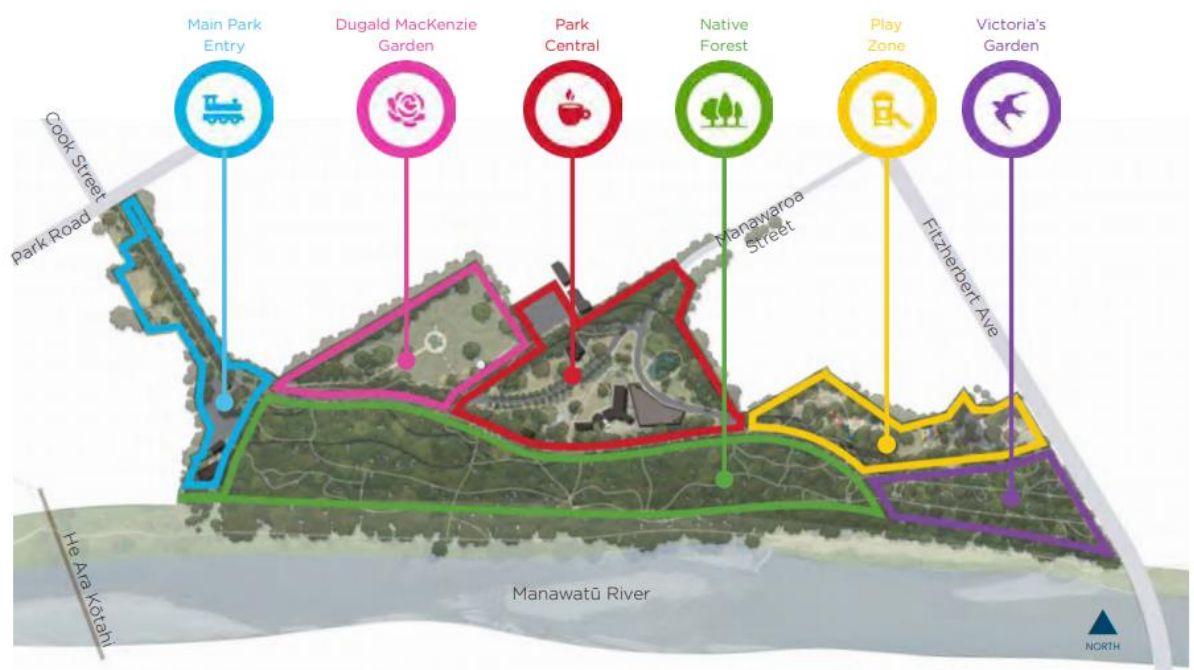 Main Park
Entry
Dugald MacKenzie
Garden
Park
Central
Native
Forest
Play
Zone
Victoria's
Garden
Cook Street
Park Road
Manawaroa
Street
Fitzherbert Ave
He Ara Kōtahi
Manawatū River
NORTH